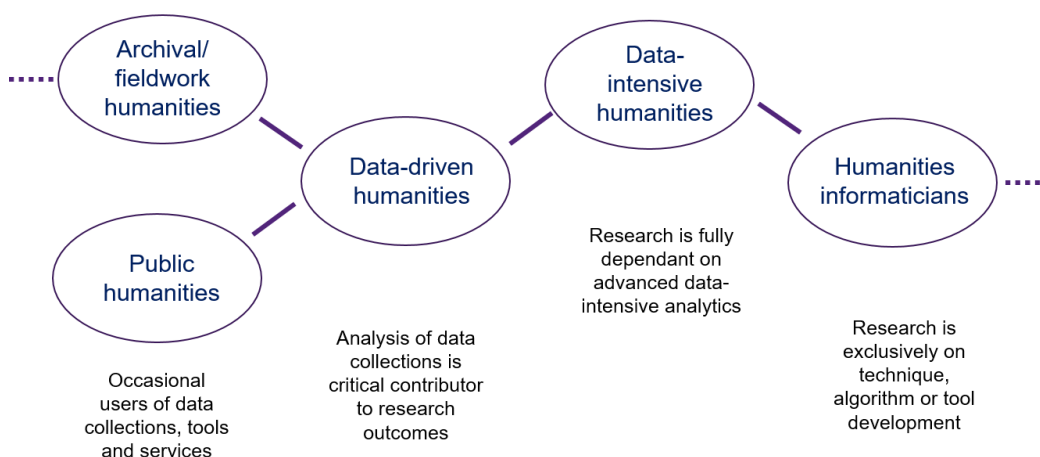 Archival/
fieldwork
humanities
Public
humanities
Occasional
users of data
collections, tools
and services
Data-driven
humanities
Analysis of data
collections is
critical contributor
to research
outcomes
Data-
intensive
humanities
Research is fully
dependant on
advanced data-
intensive analytics
Humanities
informaticians
Research is
exclusively on
technique,
algorithm or tool
development